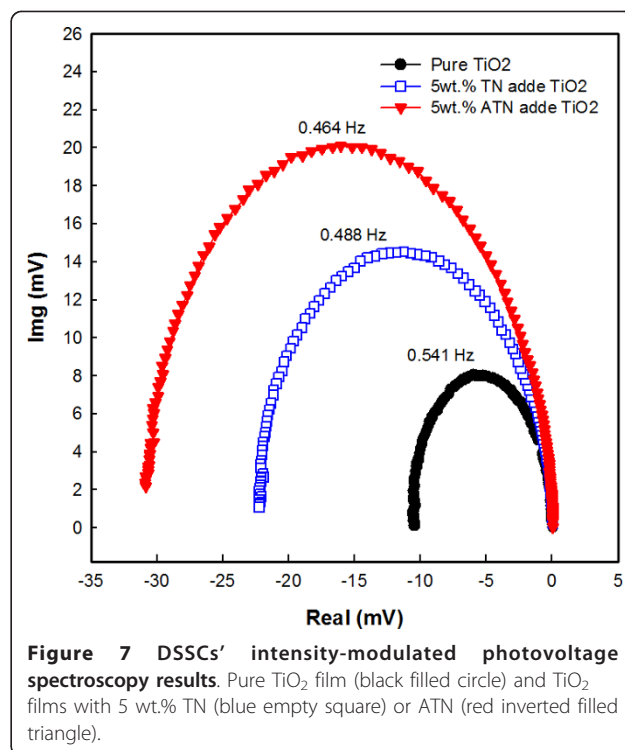 26
24
22
20
18
16
14
12
10
8
6
4
2
0
Img (mV)
Pure TiO2
5wt.% TN adde TiO2
5wt.% ATN adde TiO2
0.464 Hz
0.488 Hz
0.541 Hz
-35 -30 -25 -20 -15 -10 -5 0 5
Real (mV)
Figure 7 DSSCs' intensity-modulated photovoltage
spectroscopy results. Pure TiO₂ film (black filled circle) and TiO₂
films with 5 wt.% TN (blue empty square) or ATN (red inverted filled
triangle).